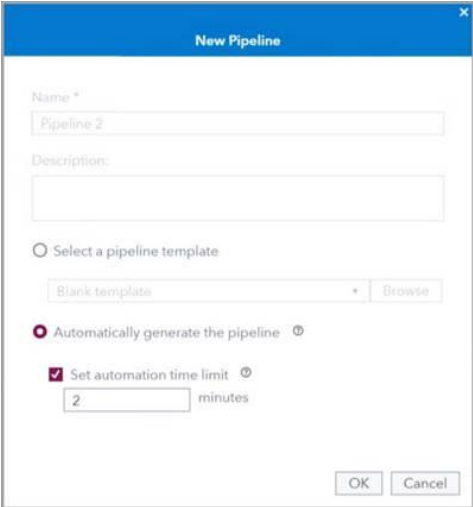 New Pipeline
Name *
Pipeline 2
Description:
Select a pipeline template
Blank template Browse
Automatically generate the pipeline
Set automation time limit
2 minutes
OK Cancel